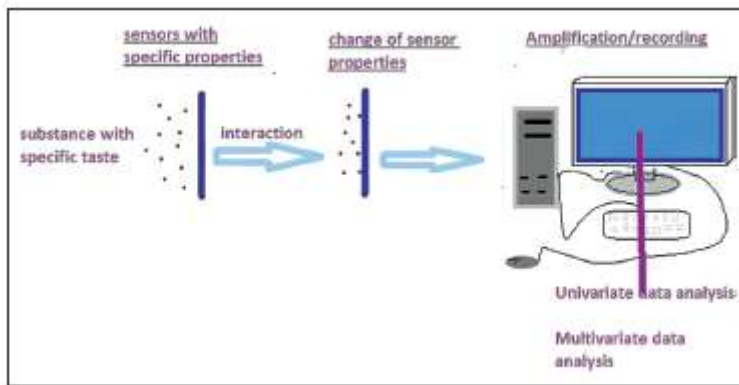 sensors with
specific properties
change of sensor
properties
Amplification/recording
substance with
specific taste
interaction
Univariate data analysis
Multivariate data
analysis